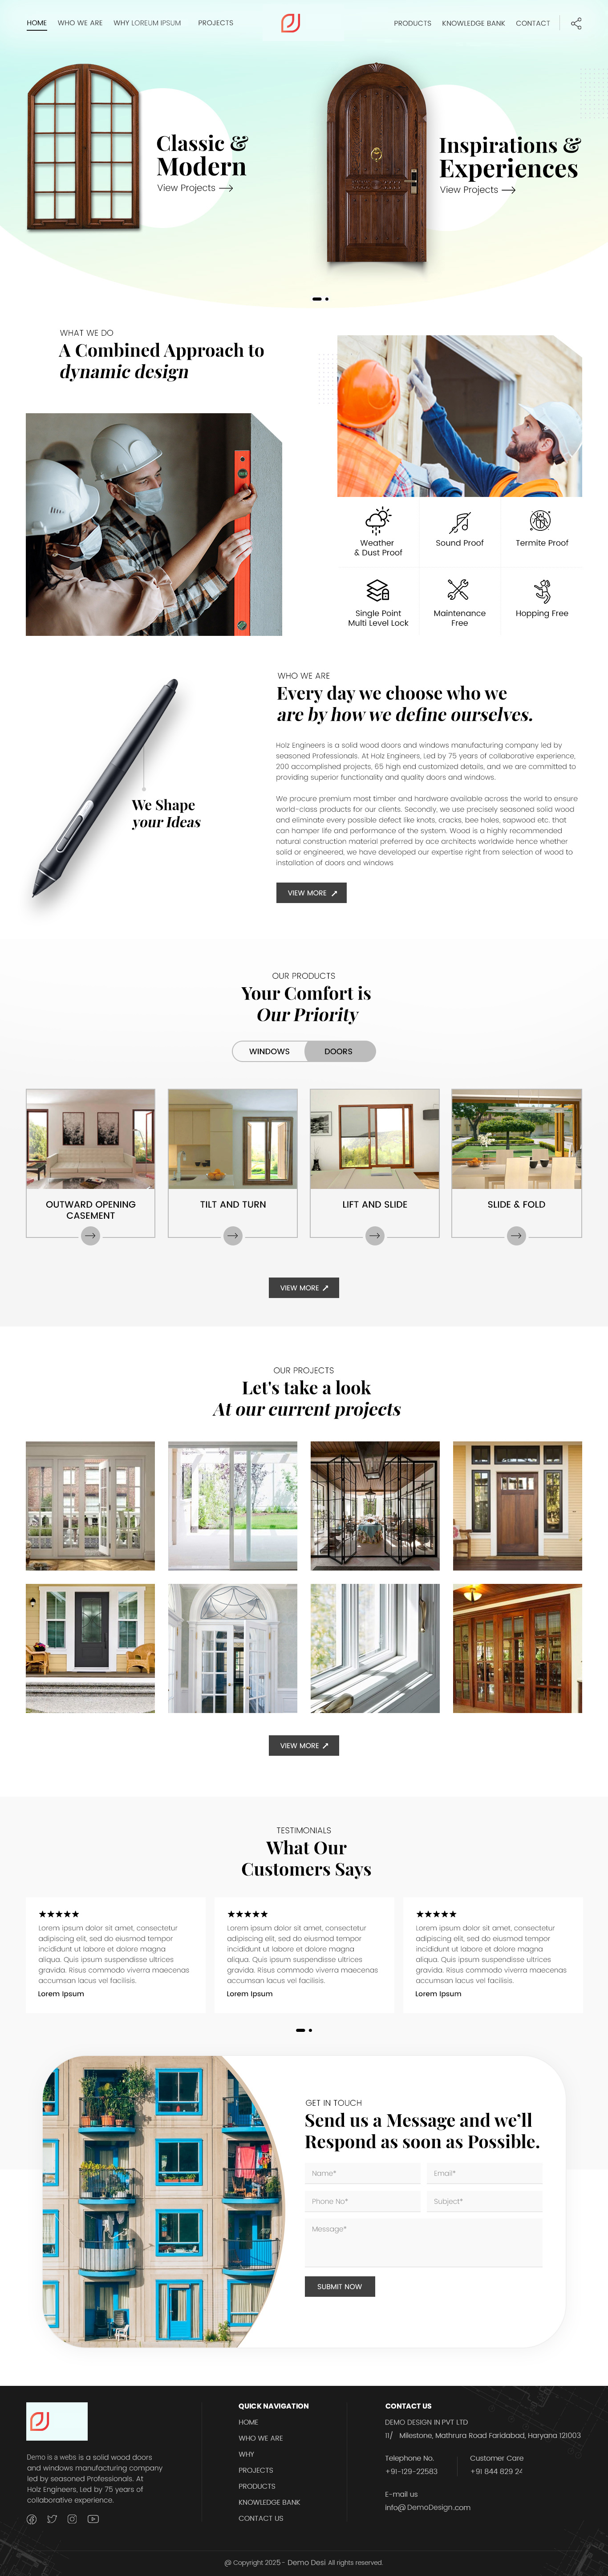 HOME
WHO WE ARE
WHY LOREUM IPSUM
PROJECTS
PRODUCTS
KNOWLEDGE BANK
CONTACT
Classic &
Modern
View Projects
Inspirations &
Experiences
View Projects
WHAT WE DO
A Combined Approach to
dynamic design
Weather
& Dust Proof
Sound Proof
Termite Proof
Single Point
Multi Level Lock
Maintenance
Free
Hopping Free
We Shape
your Ideas
WHO WE ARE
Every day we choose who we
are by how we define ourselves.
Holz Engineers is a solid wood doors and windows manufacturing company led by
seasoned Professionals. At Holz Engineers, Led by 75 years of collaborative experience,
200 accomplished projects, 65 high end customized details, and we are committed to
providing superior functionality and quality doors and windows.
We procure premium most timber and hardware available across the world to ensure
world-class products for our clients. Secondly, we use precisely seasoned solid wood
and eliminate every possible defect like knots, cracks, bee holes, sapwood etc. that
can hamper life and performance of the system. Wood is a highly recommended
natural construction material preferred by ace architects worldwide hence whether
solid or engineered, we have developed our expertise right from selection of wood to
installation of doors and windows
VIEW MORE
OUR PRODUCTS
Your Comfort is
Our Priority
WINDOWS
DOORS
OUTWARD OPENING
CASEMENT
TILT AND TURN
LIFT AND SLIDE
SLIDE & FOLD
VIEW MORE
OUR PROJECTS
Let's take a look
At our current projects
VIEW MORE
TESTIMONIALS
What Our
Customers Says
Lorem ipsum dolor sit amet, consectetur
adipiscing elit, sed do eiusmod tempor
incididunt ut labore et dolore magna
aliqua. Quis ipsum suspendisse ultrices
gravida. Risus commodo viverra maecenas
accumsan lacus vel facilisis.
Lorem Ipsum
Lorem ipsum dolor sit amet, consectetur
adipiscing elit, sed do eiusmod tempor
incididunt ut labore et dolore magna
aliqua. Quis ipsum suspendisse ultrices
gravida. Risus commodo viverra maecenas
accumsan lacus vel facilisis.
Lorem Ipsum
Lorem ipsum dolor sit amet, consectetur
adipiscing elit, sed do eiusmod tempor
incididunt ut labore et dolore magna
aliqua. Quis ipsum suspendisse ultrices
gravida. Risus commodo viverra maecenas
accumsan lacus vel facilisis.
Lorem Ipsum
GET IN TOUCH
Send us a Message and we'll
Respond as soon as Possible.
Name*
Email*
Phone No*
Subject*
Message*
SUBMIT NOW
Demo is a webs is a solid wood doors
and windows manufacturing company
led by seasoned Professionals. At
Holz Engineers, Led by 75 years of
collaborative experience.
QUICK NAVIGATION
HOME
WHO WE ARE
WHY
PROJECTS
PRODUCTS
KNOWLEDGE BANK
CONTACT US
CONTACT US
DEMO DESIGN IN PVT LTD
11/ Milestone, Mathrura Road Faridabad, Haryana 121003
Telephone No.
+91-129-22583
Customer Care
+91 844 829 24
E-mail us
Info@DemoDesign.com
@ Copyright 2025 - Demo Desi All rights reserved.